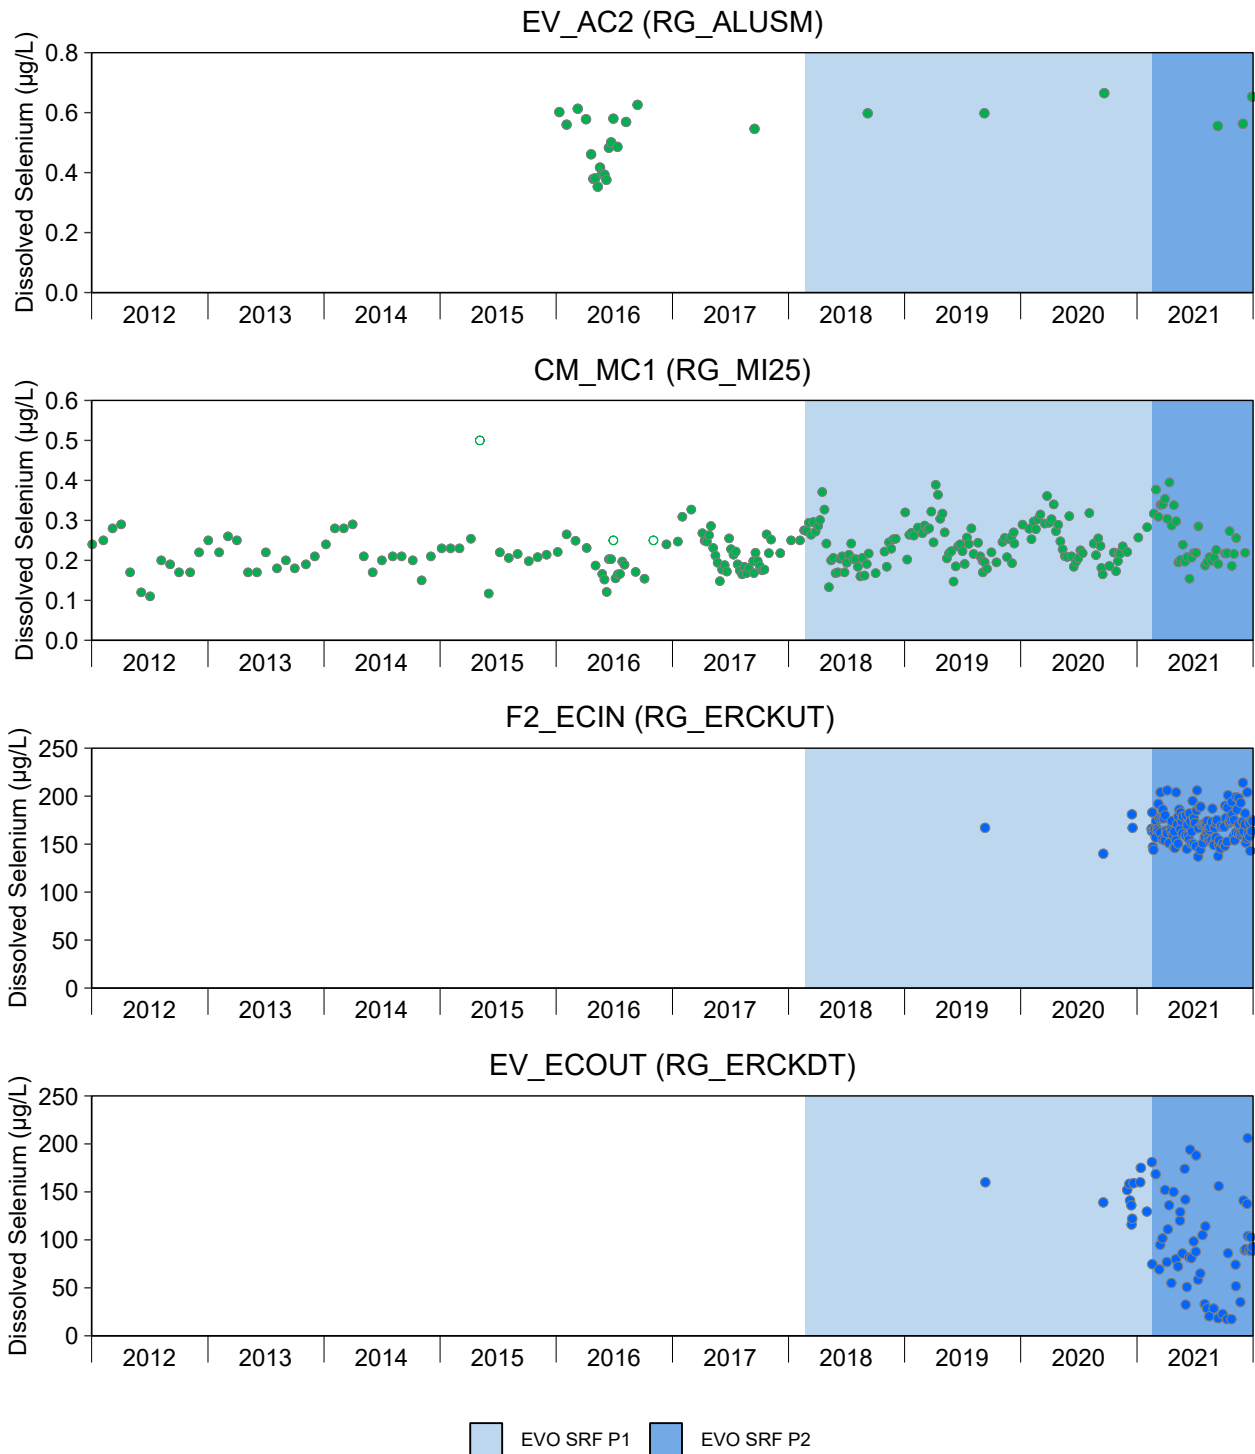 EV_AC2 (RG_ALUSM)
Dissolved Selenium (µg/L)
0.8
0.6
0.4
0.2
0.0
2012 2013 2014 2015 2016 2017 2018 2019 2020 2021
CM_MC1 (RG_MI25)
Dissolved Selenium (µg/L)
0.6
0.5
0.4
0.3
0.2
0.1
0.0
2012 2013 2014 2015 2016 2017 2018 2019 2020 2021
F2_ECIN (RG_ERCKUT)
Dissolved Selenium (µg/L)
250
200
150
100
50
0
2012 2013 2014 2015 2016 2017 2018 2019 2020 2021
EV_ECOUT (RG_ERCKDT)
Dissolved Selenium (µg/L)
250
200
150
100
50
0
2012 2013 2014 2015 2016 2017 2018 2019 2020 2021
EVO SRF P1 EVO SRF P2